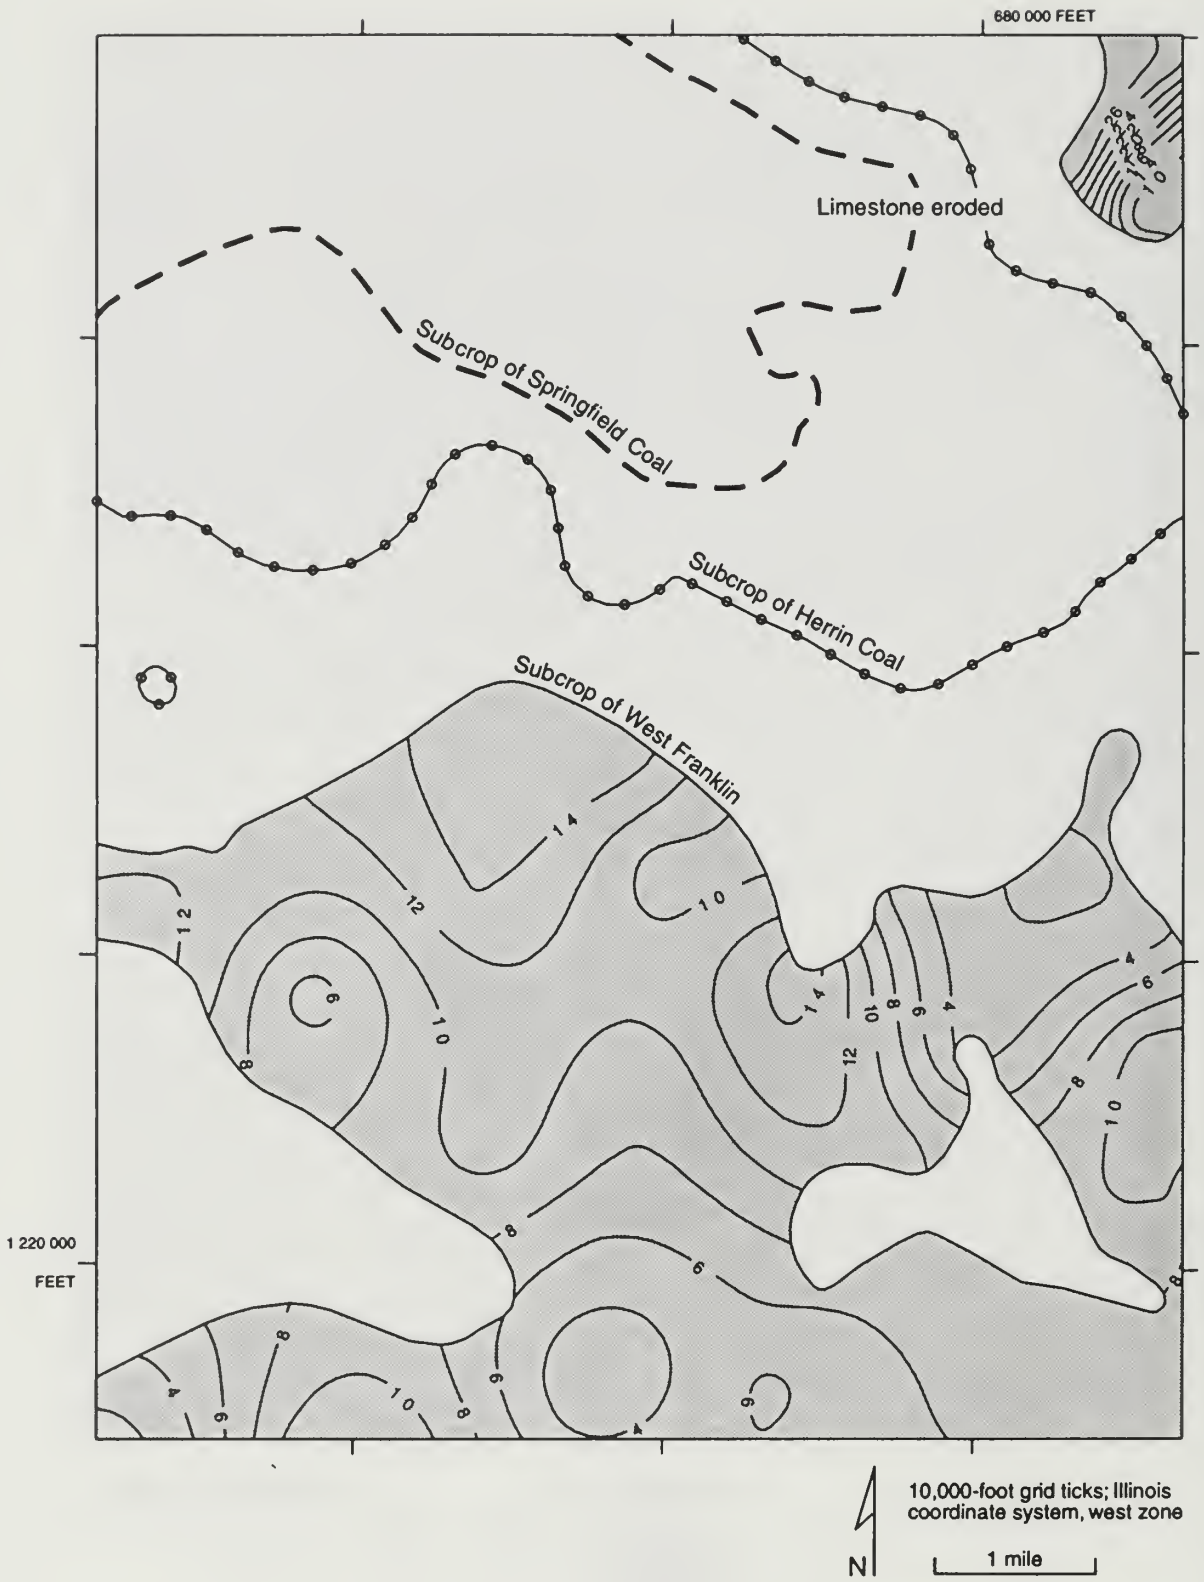 680 000 FEET
26
24
Limestone eroded
Subcrop of Springfield Coal
Subcrop of Herrin Coal
Subcrop of West Franklin
14
12
10
12
4
6
14
10
8
6
4
6
10
12
8
8
10
8
6
1 220 000
FEET
8
8
4
6
10
8
6
6
4
N
10,000-foot grid ticks; Illinois
coordinate system, west zone
1 mile